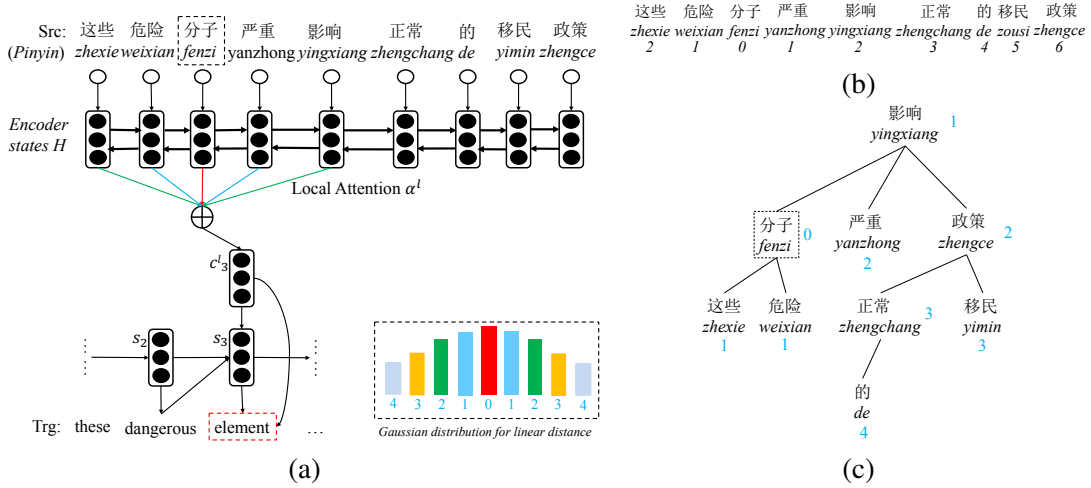 Src: 这些 危险 分子 严重 影响 正常 的 移民 政策
(Pinyin) zhexie weixian fenzi yanzhong yingxiang zhengchang de yimin zhengce
Encoder
states H
Local Attention α^l
c^l_3
s_2 s_3
Trg: these dangerous element ...
4 3 2 1 0 1 2 3 4
Gaussian distribution for linear distance
(a)
这些 危险 分子 严重 影响 正常 的 移民 政策
zhexie weixian fenzi yanzhong yingxiang zhengchang de zousi zhengce
2 1 0 1 2 3 4 5 6
(b)
影响
yingxiang 1
分子 严重 政策
fenzi 0 yanzhong zhengce 2
2
这些 危险 正常 移民
zhexie weixian zhengchang 3 yimin
1 1 3
的
de
4
(c)